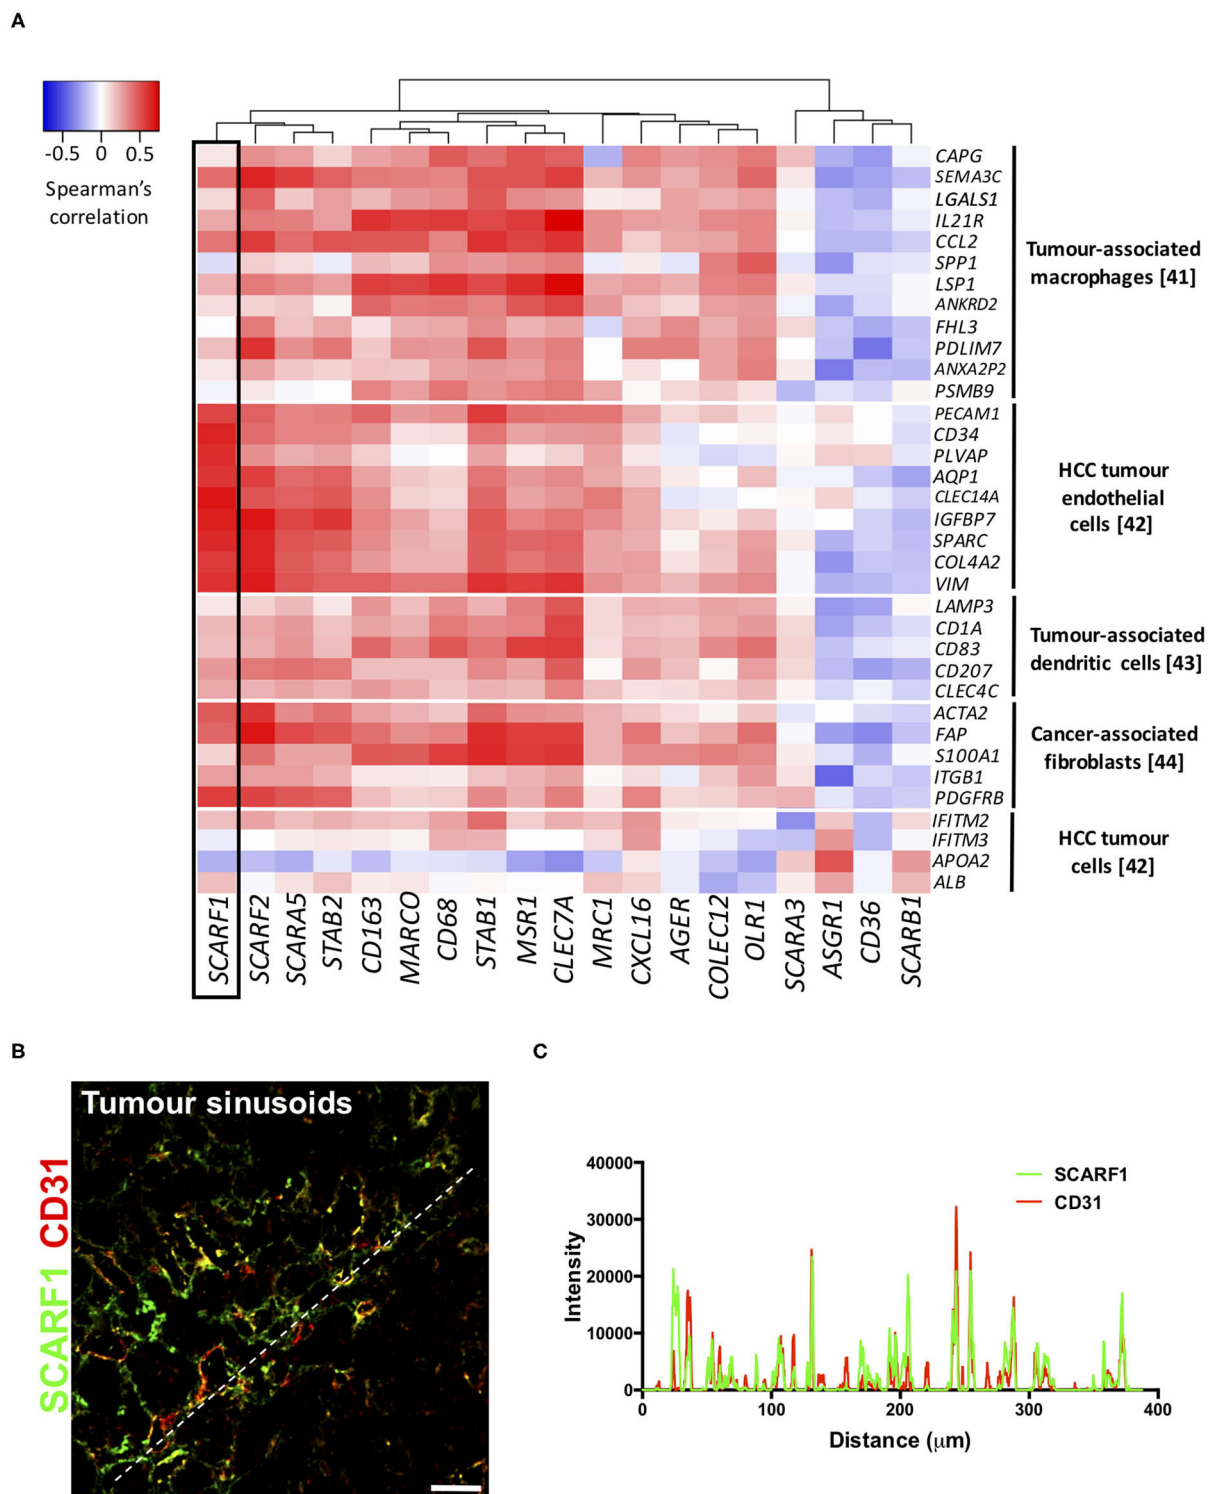 A
-0.5 0 0.5
Spearman's
correlation
CAPG
SEMA3C
LGALS1
IL21R
CCL2
SPP1
LSP1
ANKRD2
FHL3
PDLIM7
ANXA2P2
PSMB9
Tumour-associated
macrophages [41]
PECAM1
CD34
PLVAP
AQP1
CLEC14A
IGFBP7
SPARC
COL4A2
VIM
HCC tumour
endothelial
cells [42]
LAMP3
CD1A
CD83
CD207
CLEC4C
Tumour-associated
dendritic cells [43]
ACTA2
FAP
S100A1
ITGB1
PDGFRB
Cancer-associated
fibroblasts [44]
IFITM2
IFITM3
APOA2
ALB
HCC tumour
cells [42]
SCARF1
SCARF2
SCARA5
STAB2
CD163
MARCO
CD68
STAB1
MSR1
CLEC7A
MRC1
CXCL16
AGER
COLEC12
OLR1
SCARA3
ASGR1
CD36
SCARB1
B
Tumour sinusoids
SCARF1 CD31
C
SCARF1
CD31
Intensity
40000
30000
20000
10000
0
0 100 200 300 400
Distance (μm)